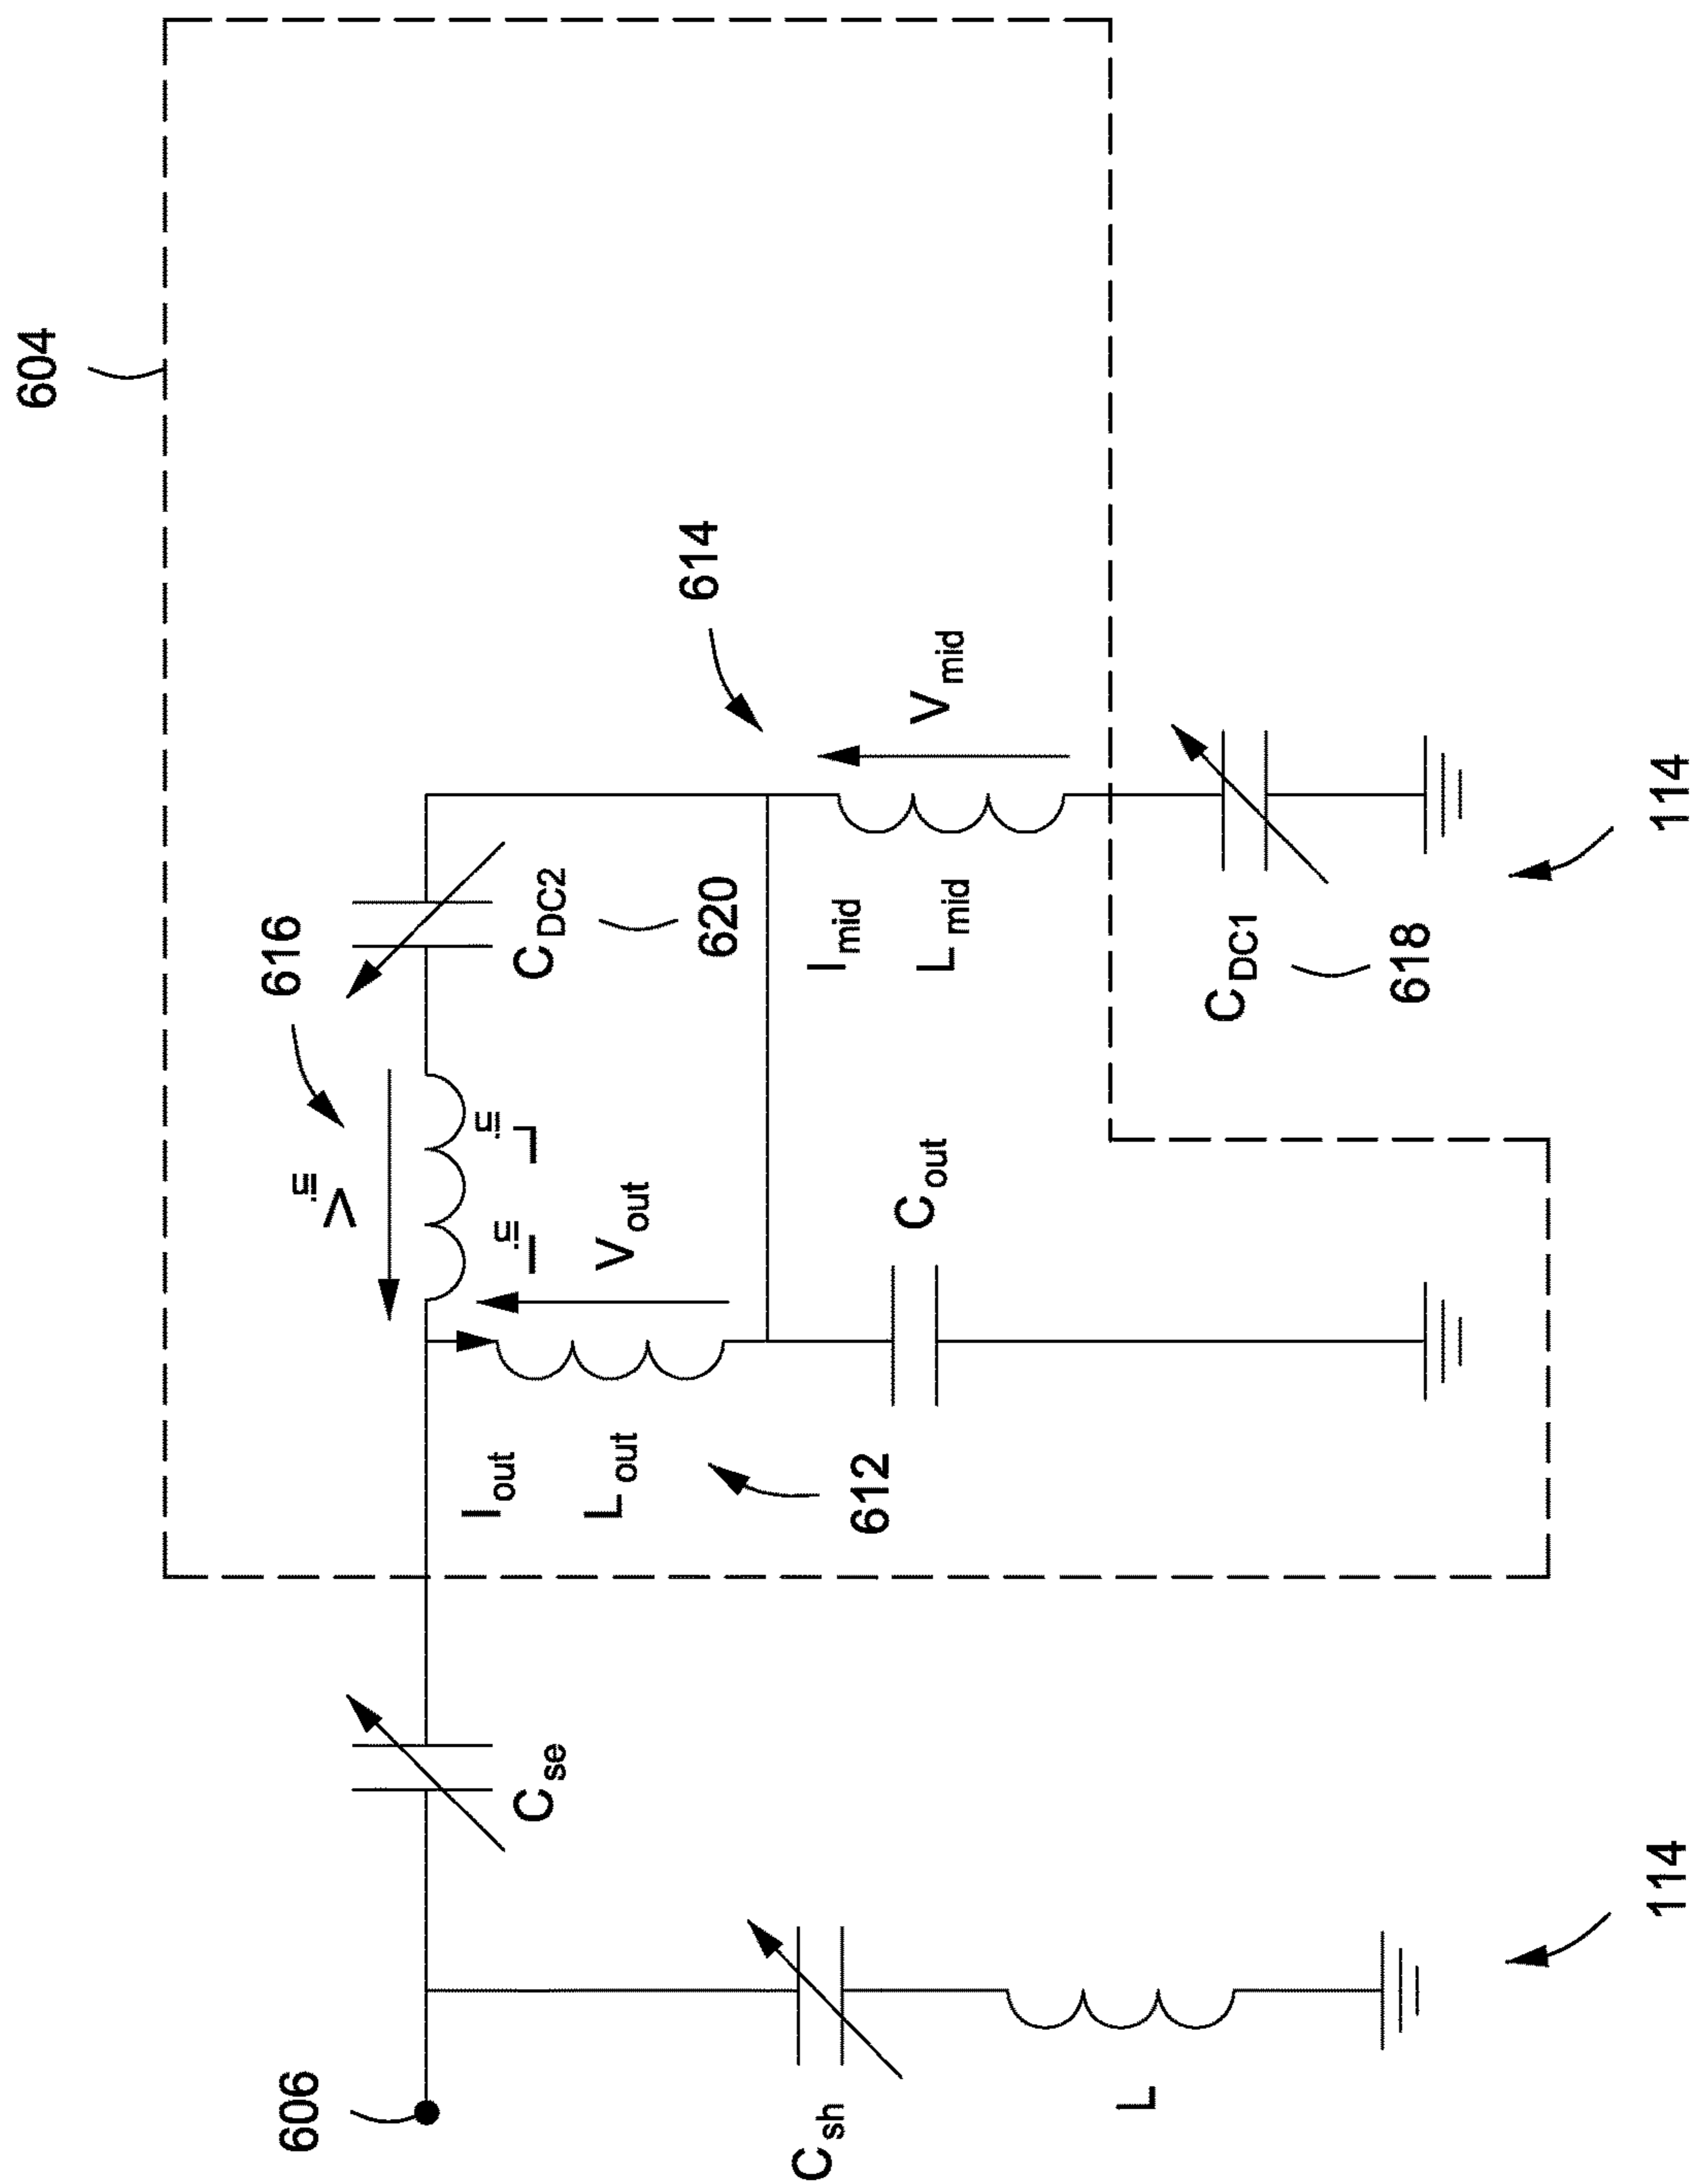 604
614
616
V_mid
C_DC2
620
V_in
L_in
I_in
V_out
I_mid
L_mid
C_DC1
618
114
C_out
I_out
L_out
612
C_se
606
C_sh
L
114